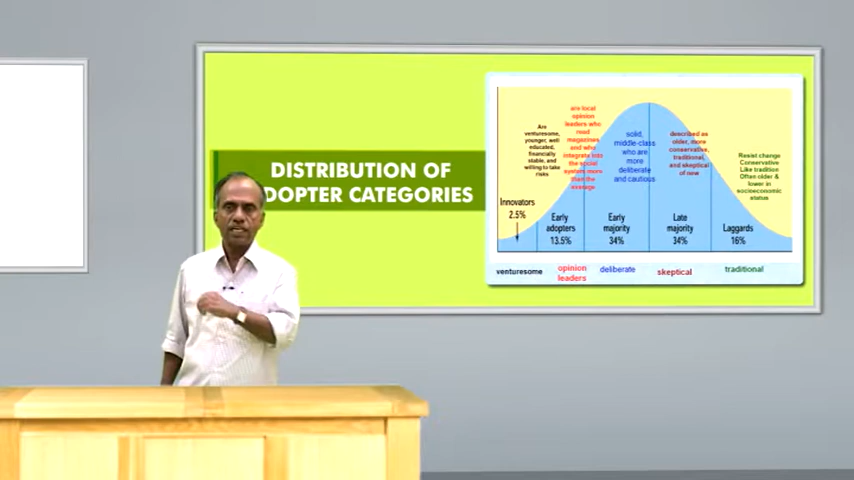 DISTRIBUTION OF
DOPTER CATEGORIES
Are
venturesome,
younger, well
educated,
financially
stable, and
willing to take
risks
are local
opinion
leaders who
read
magazines
and who
integrate into
the social
system more
than the
average
solid,
middle-class
who are
more
deliberate
and cautious
described as
older, more
conservative,
traditional,
and skeptical
of new
Resist change
Conservative
Like tradition
Often older &
lower in
socioeconomic
status
Innovators
2.5%
Early
adopters
13.5%
Early
majority
34%
Late
majority
34%
Laggards
16%
venturesome
opinion
leaders
deliberate
skeptical
traditional